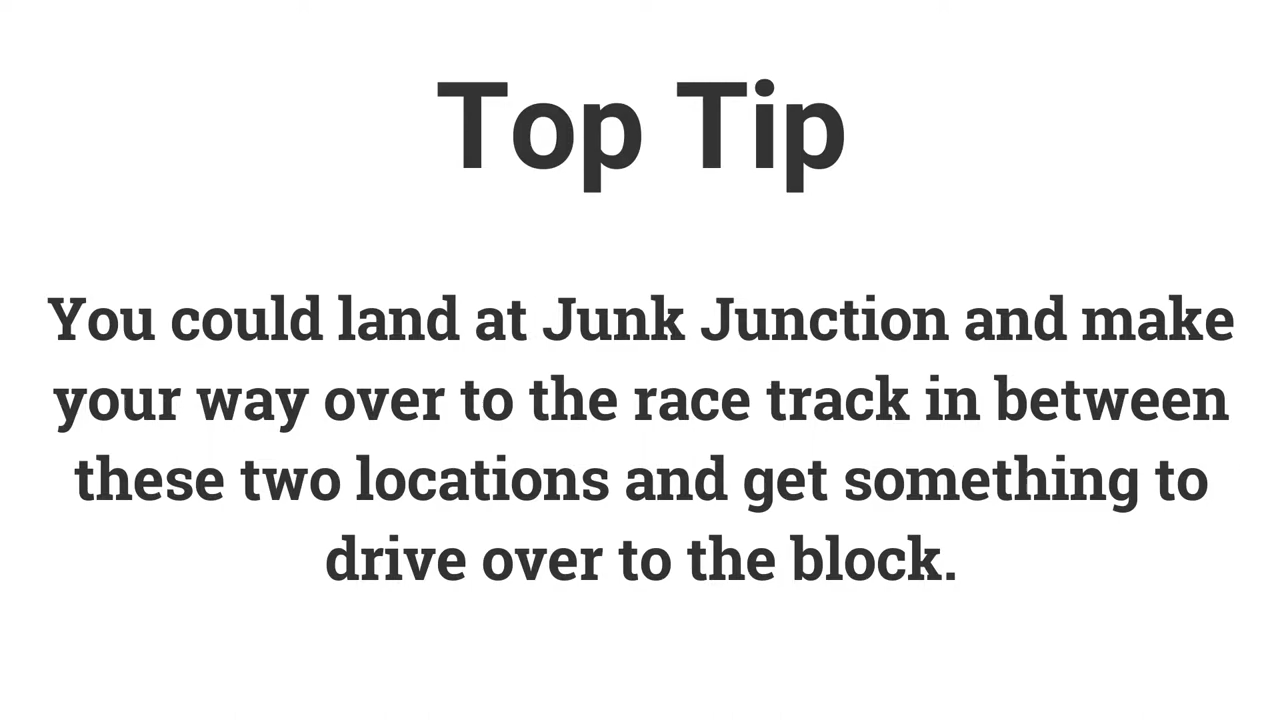 Top Tip
You could land at Junk Junction and make
your way over to the race track in between
these two locations and get something to
drive over to the block.